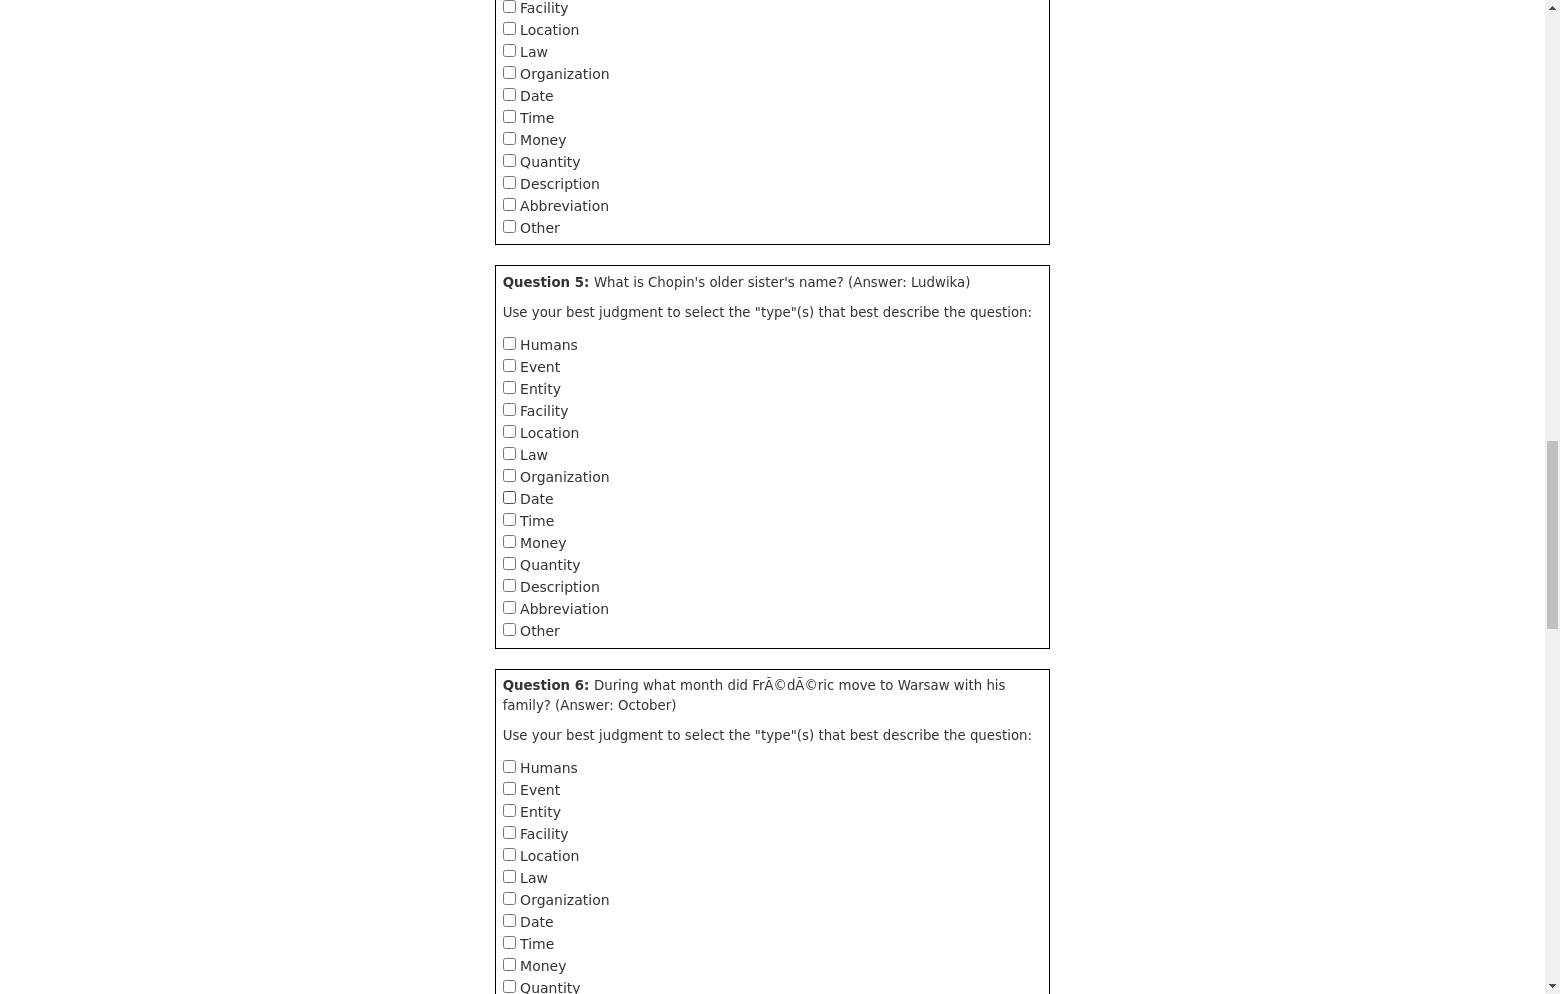 Facility
Location
Law
Organization
Date
Time
Money
Quantity
Description
Abbreviation
Other
Question 5: What is Chopin's older sister's name? (Answer: Ludwika)
Use your best judgment to select the "type"(s) that best describe the question:
Humans
Event
Entity
Facility
Location
Law
Organization
Date
Time
Money
Quantity
Description
Abbreviation
Other
Question 6: During what month did FrÃ©dÃ©ric move to Warsaw with his
family? (Answer: October)
Use your best judgment to select the "type"(s) that best describe the question:
Humans
Event
Entity
Facility
Location
Law
Organization
Date
Time
Money
Quantity